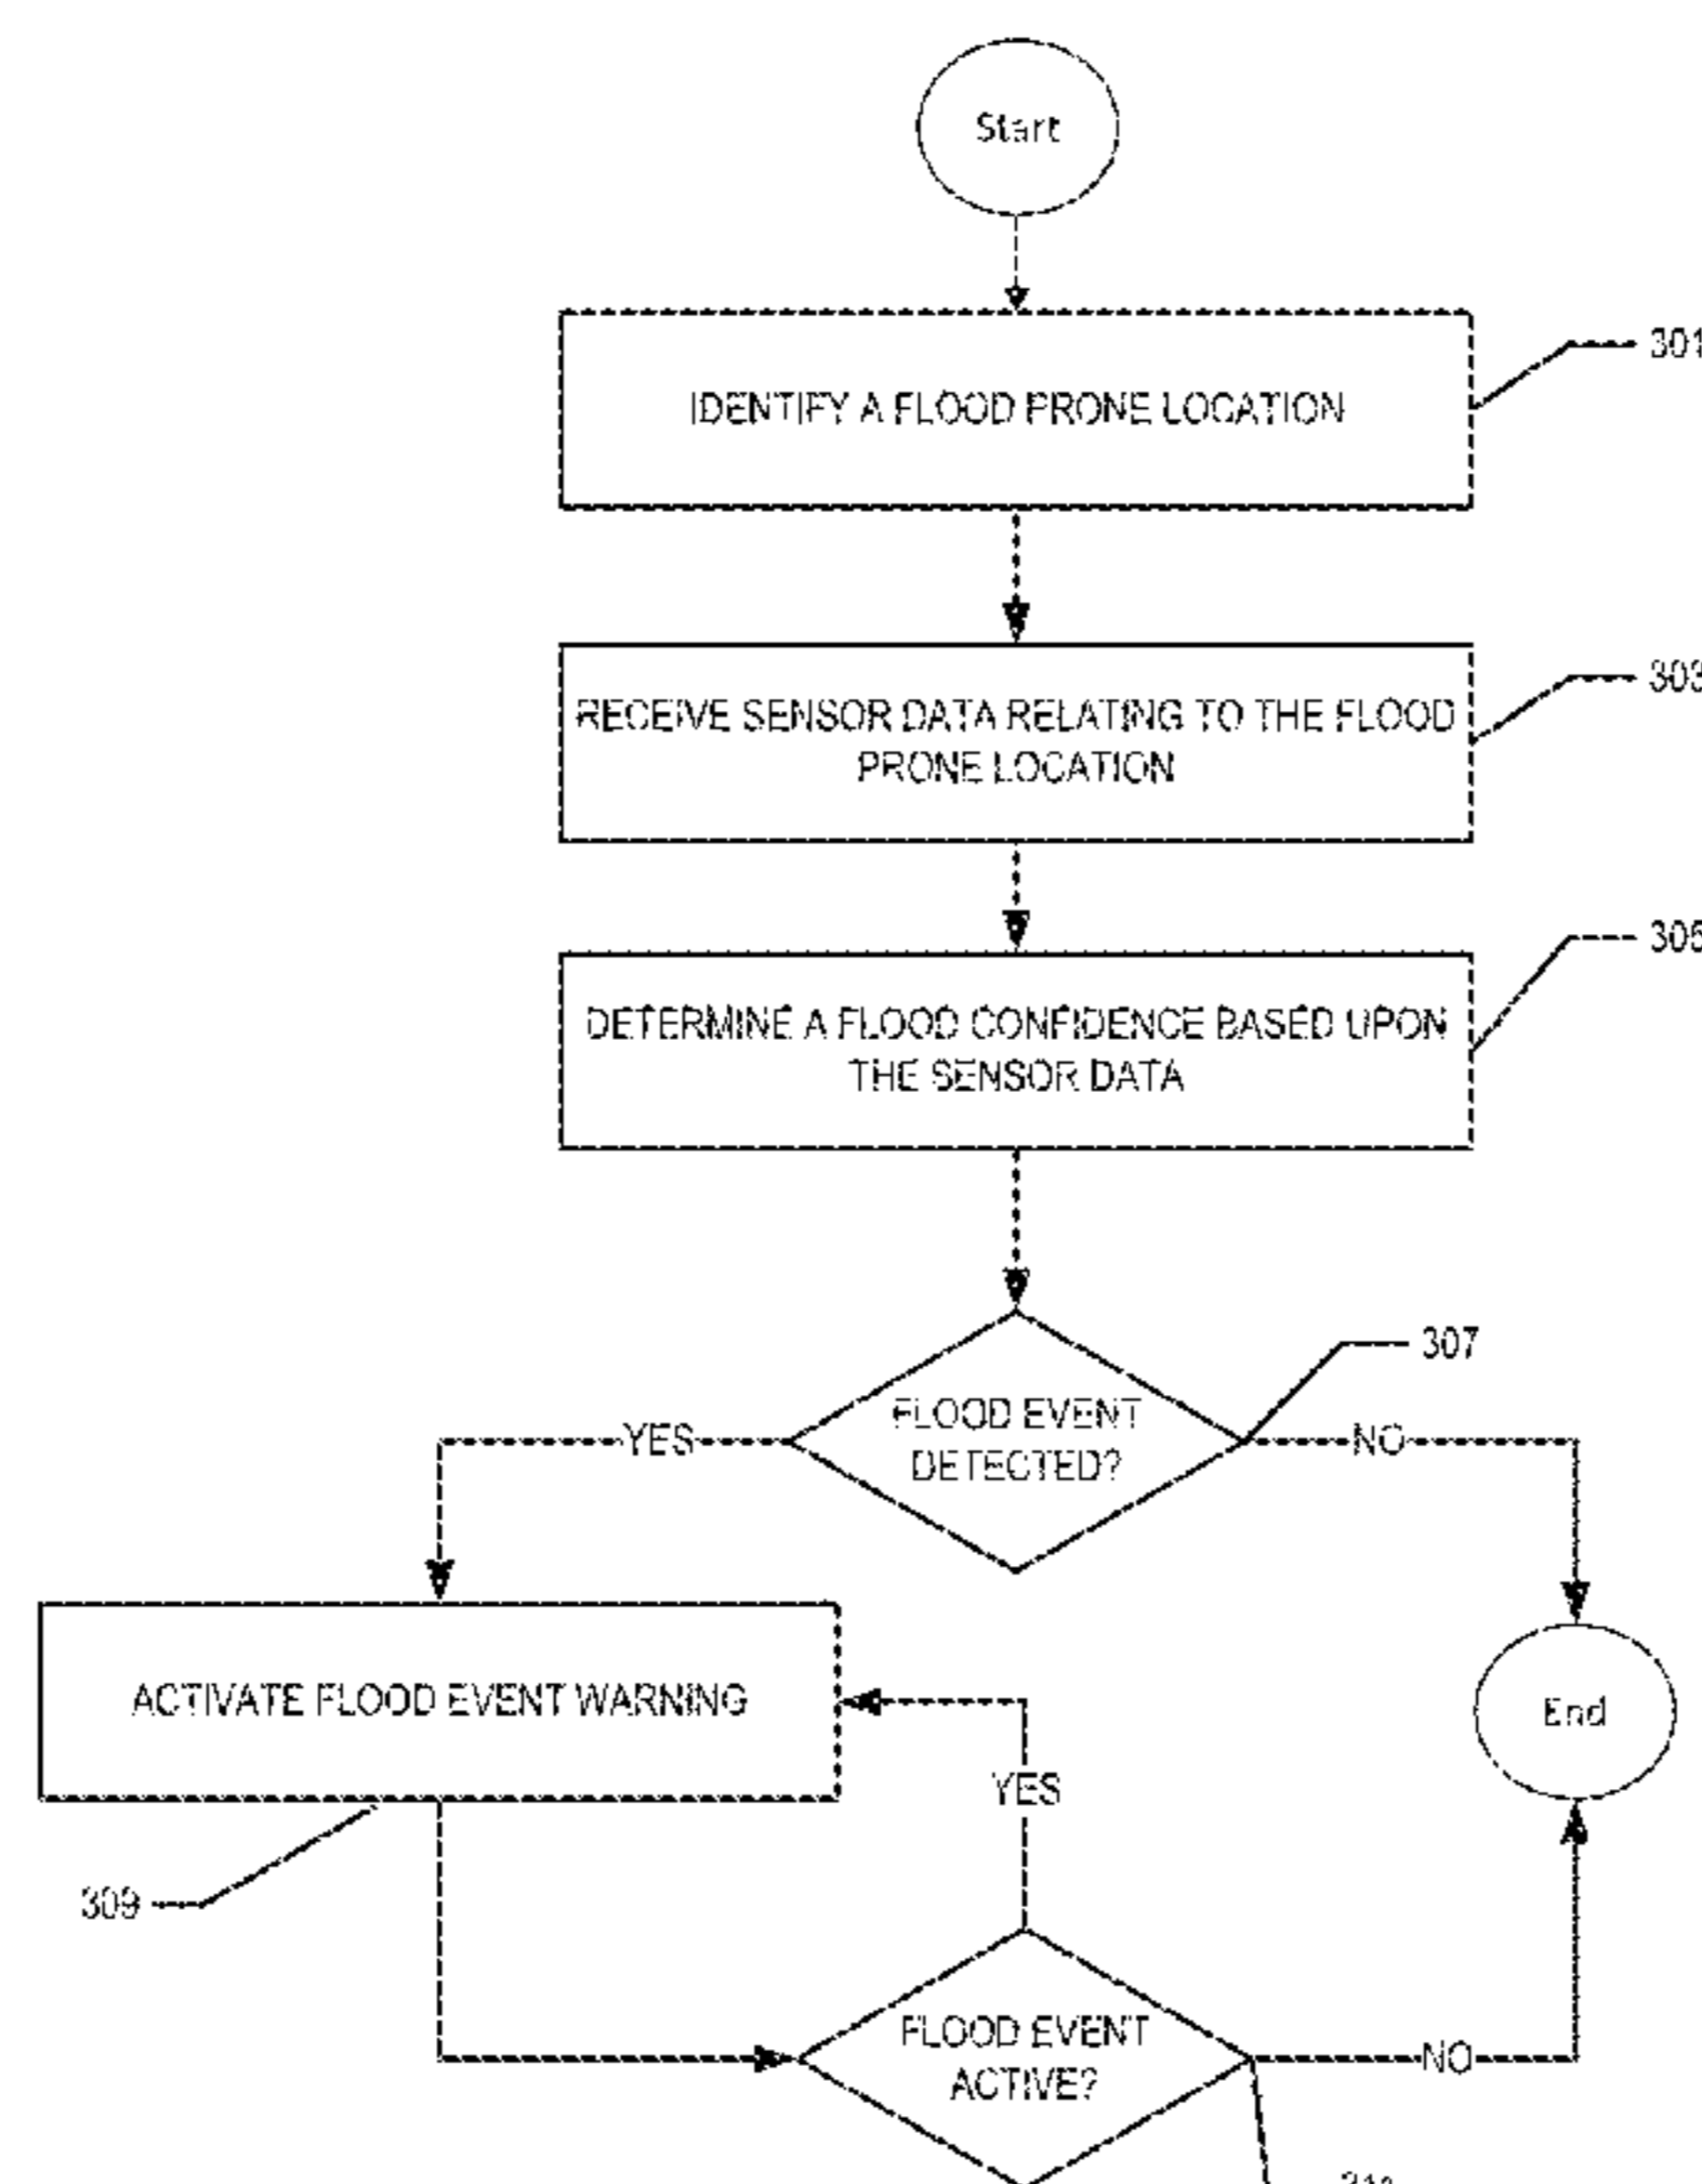 Start
IDENTIFY A FLOOD PRONE LOCATION
301
RECEIVE SENSOR DATA RELATING TO THE FLOOD
PRONE LOCATION
303
DETERMINE A FLOOD CONFIDENCE BASED UPON
THE SENSOR DATA
307
FLOOD EVENT
DETECTED?
YES
NO
ACTIVATE FLOOD EVENT WARNING
End
YES
309
FLOOD EVENT
ACTIVE?
NO